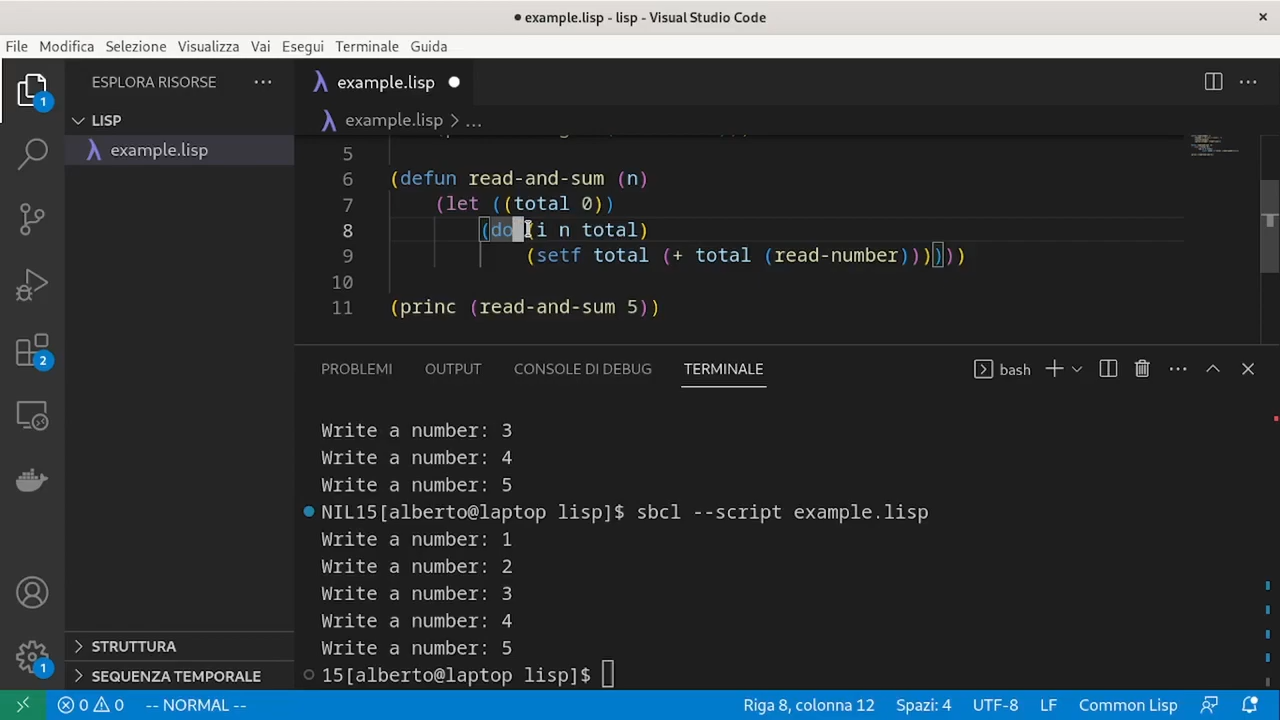 example.lisp - lisp - Visual Studio Code
File Modifica Selezione Visualizza Vai Esegui Terminale Guida
ESPLORA RISORSE
LISP
example.lisp
STRUTTURA
SEQUENZA TEMPORALE
1
2
1
example.lisp
example.lisp > ...
5
6 (defun read-and-sum (n)
7 (let ((total 0))
8 (do (i n total)
9 (setf total (+ total (read-number))))))
10
11 (princ (read-and-sum 5))
PROBLEMI OUTPUT CONSOLE DI DEBUG TERMINALE
bash
Write a number: 3
Write a number: 4
Write a number: 5
NIL15[alberto@laptop lisp]$ sbcl --script example.lisp
Write a number: 1
Write a number: 2
Write a number: 3
Write a number: 4
Write a number: 5
15[alberto@laptop lisp]$
0 0 -- NORMAL -- Riga 8, colonna 12 Spazi: 4 UTF-8 LF Common Lisp